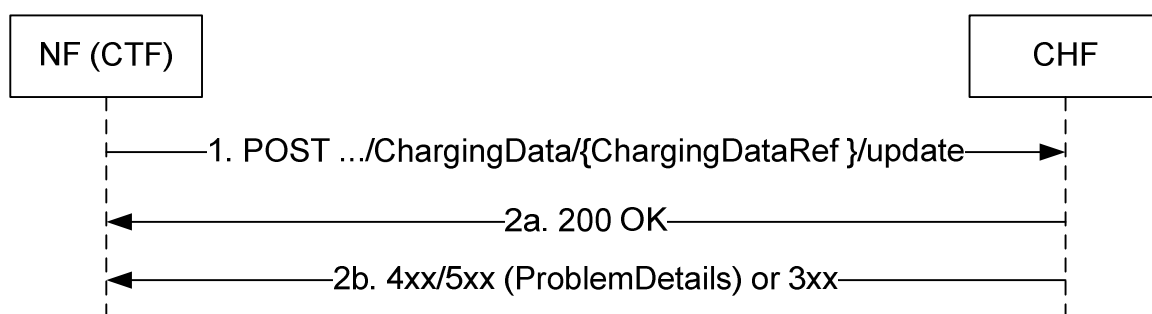 NF (CTF)
CHF
1. POST .../ChargingData/{ChargingDataRef }/update
2a. 200 OK
2b. 4xx/5xx (ProblemDetails) or 3xx